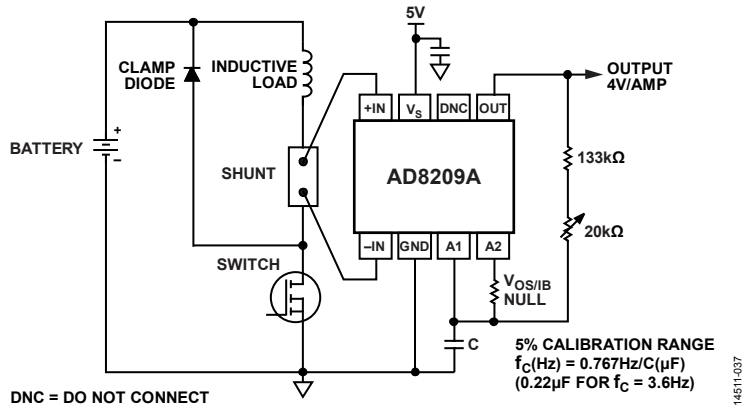 5V
CLAMP
DIODE
INDUCTIVE
LOAD
OUTPUT
4V/AMP
+IN
VS
DNC
OUT
BATTERY
+
–
SHUNT
AD8209A
133kΩ
20kΩ
–IN
GND
A1
A2
SWITCH
VOS/IB
NULL
C
5% CALIBRATION RANGE
fC(Hz) = 0.767Hz/C(µF)
(0.22µF FOR fC = 3.6Hz)
DNC = DO NOT CONNECT
14511-037